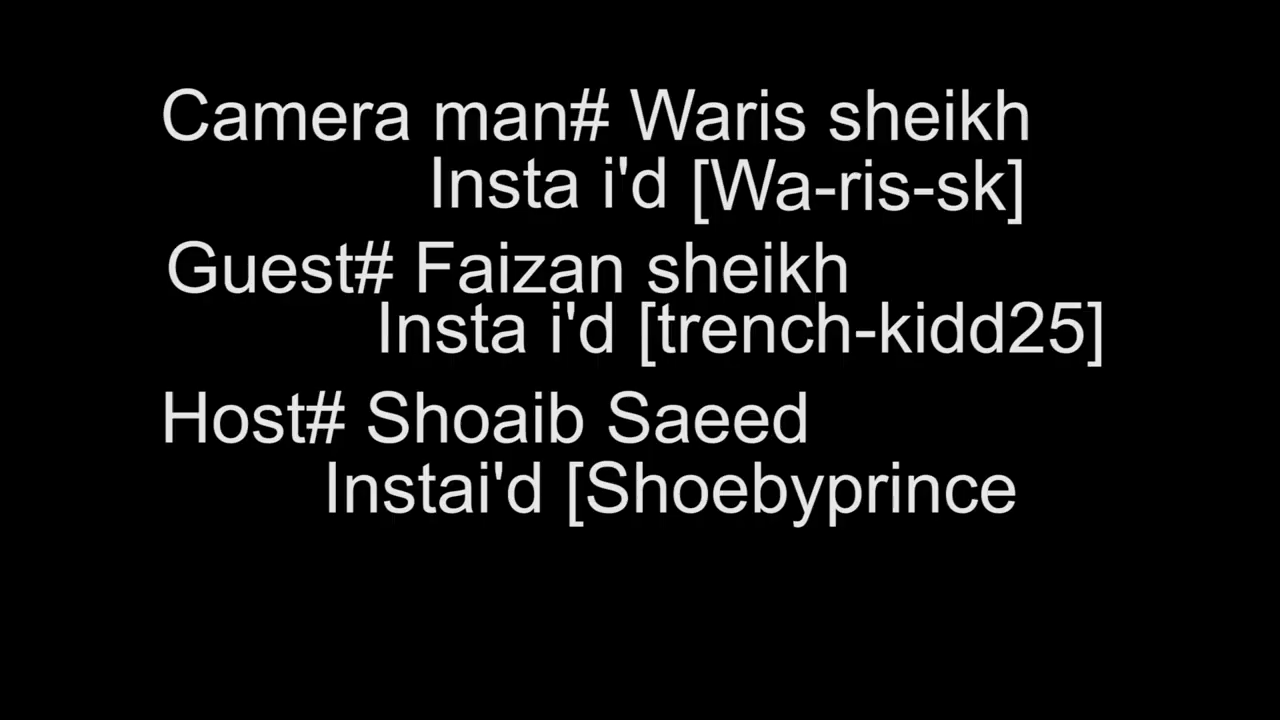 Camera man# Waris sheikh
Insta i'd [Wa-ris-sk]
Guest# Faizan sheikh
Insta i'd [trench-kidd25]
Host# Shoaib Saeed
Instai'd [Shoebyprince